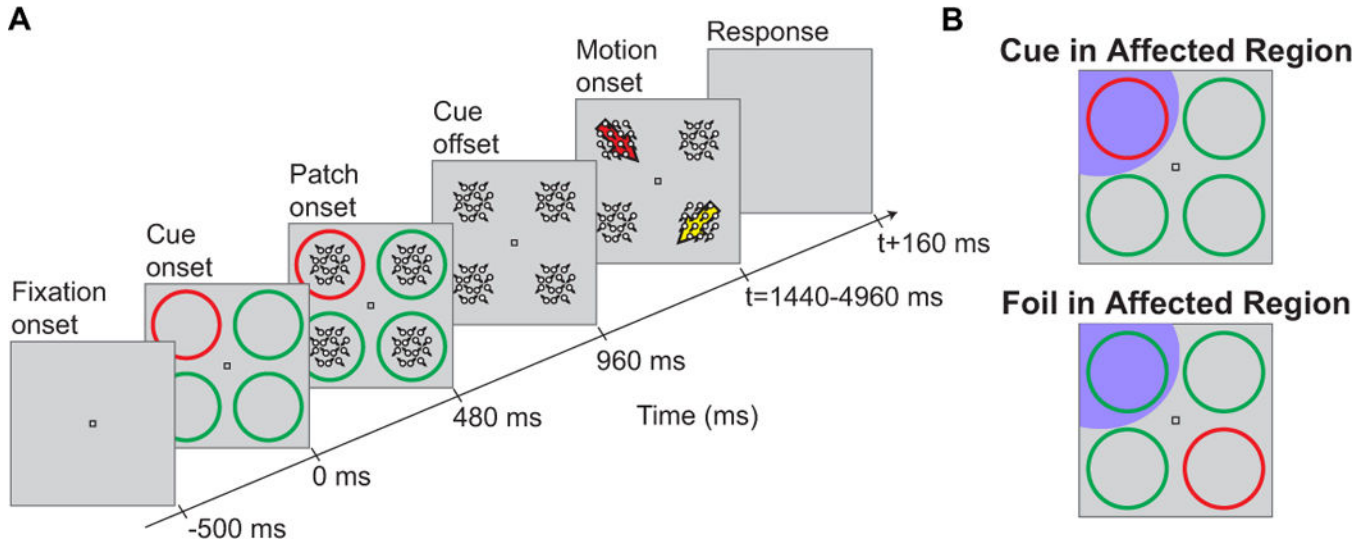 A
Fixation
onset
Cue
onset
Patch
onset
Cue
offset
Motion
onset
Response
-500 ms
0 ms
480 ms
960 ms
t=1440-4960 ms
t+160 ms
Time (ms)
B
Cue in Affected Region
Foil in Affected Region